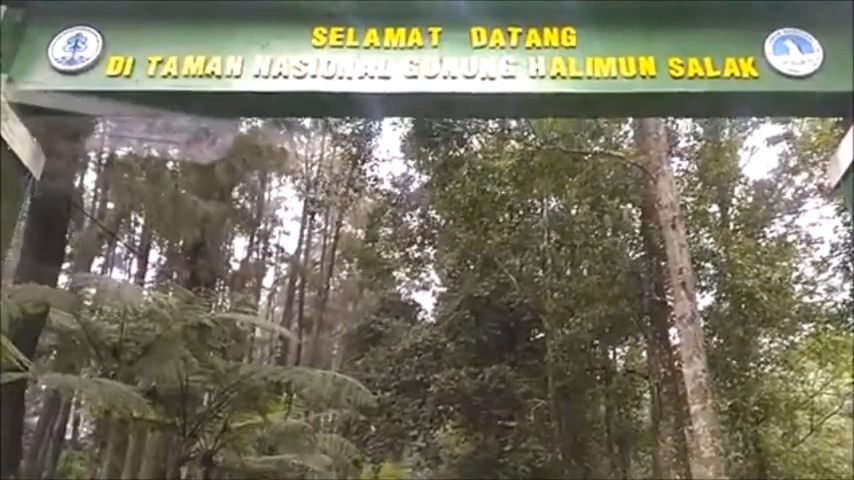 SELAMAT DATANG
DI TAMAN NASIONAL GUNUNG HALIMUN SALAK